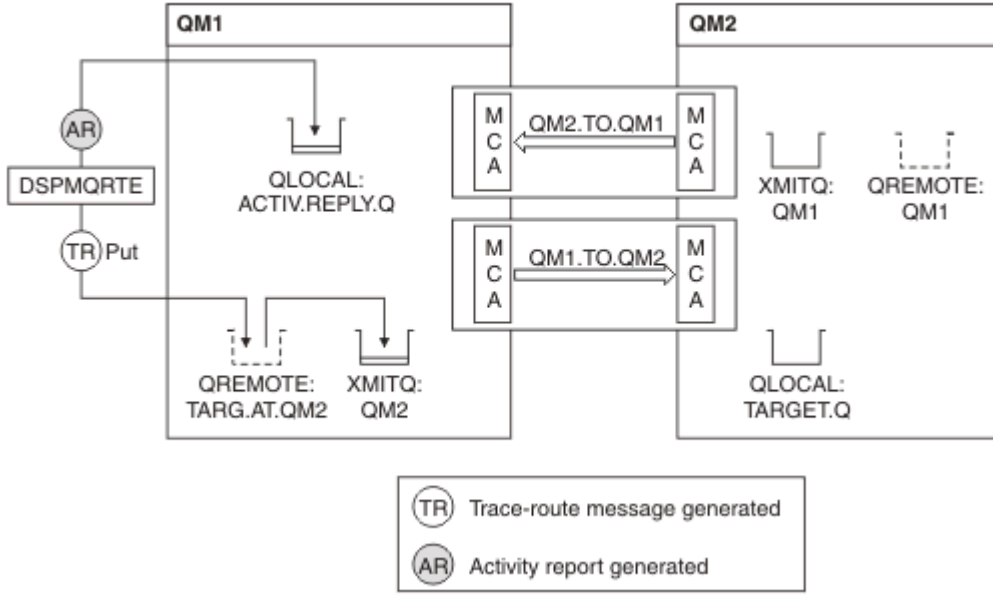 QM1
QM2
AR
DSPMQRTE
TR Put
QLOCAL:
ACTIV.REPLY.Q
M
C
A
QM2.TO.QM1
M
C
A
XMITQ:
QM1
QREMOTE:
QM1
M
C
A
QM1.TO.QM2
M
C
A
QREMOTE:
TARG.AT.QM2
XMITQ:
QM2
QLOCAL:
TARGET.Q
TR Trace-route message generated
AR Activity report generated